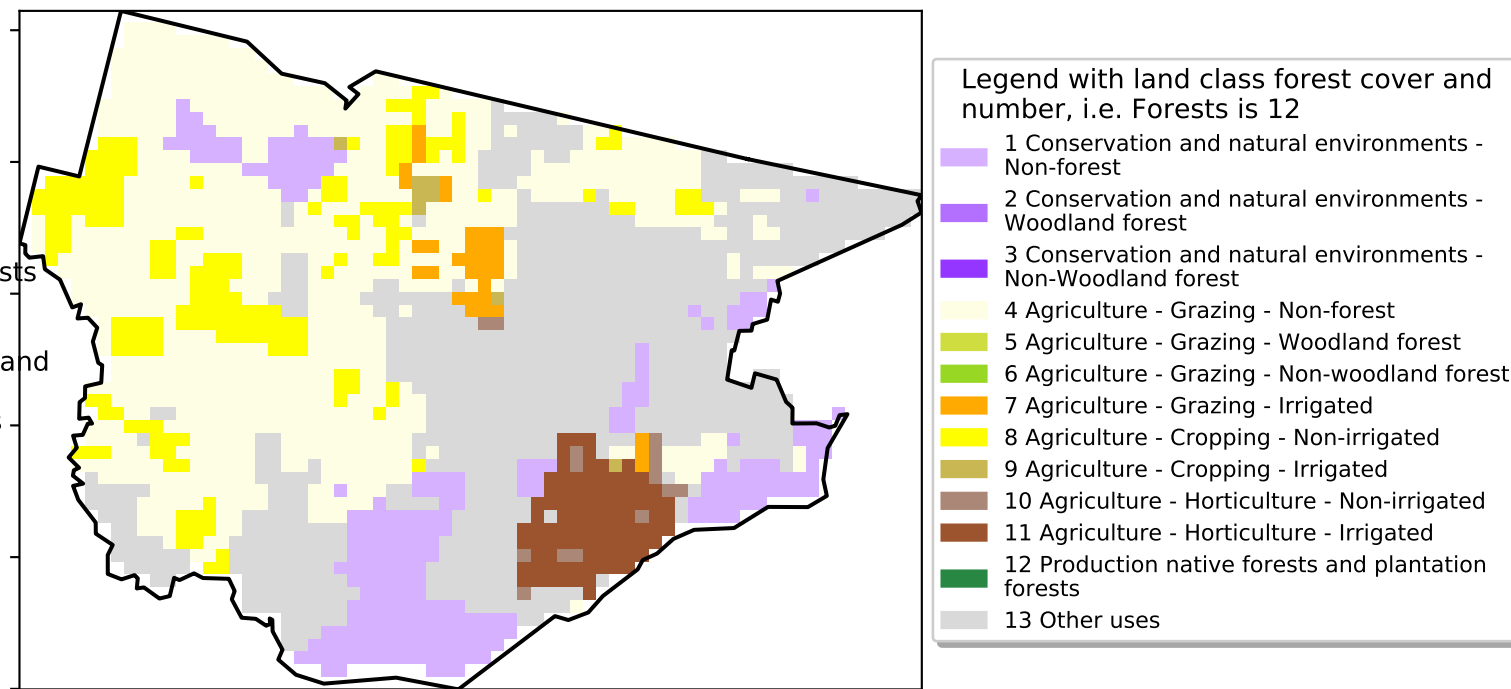 sts
and
Legend with land class forest cover and
number, i.e. Forests is 12
1 Conservation and natural environments -
Non-forest
2 Conservation and natural environments -
Woodland forest
3 Conservation and natural environments -
Non-Woodland forest
4 Agriculture - Grazing - Non-forest
5 Agriculture - Grazing - Woodland forest
6 Agriculture - Grazing - Non-woodland forest
7 Agriculture - Grazing - Irrigated
8 Agriculture - Cropping - Non-irrigated
9 Agriculture - Cropping - Irrigated
10 Agriculture - Horticulture - Non-irrigated
11 Agriculture - Horticulture - Irrigated
12 Production native forests and plantation
forests
13 Other uses